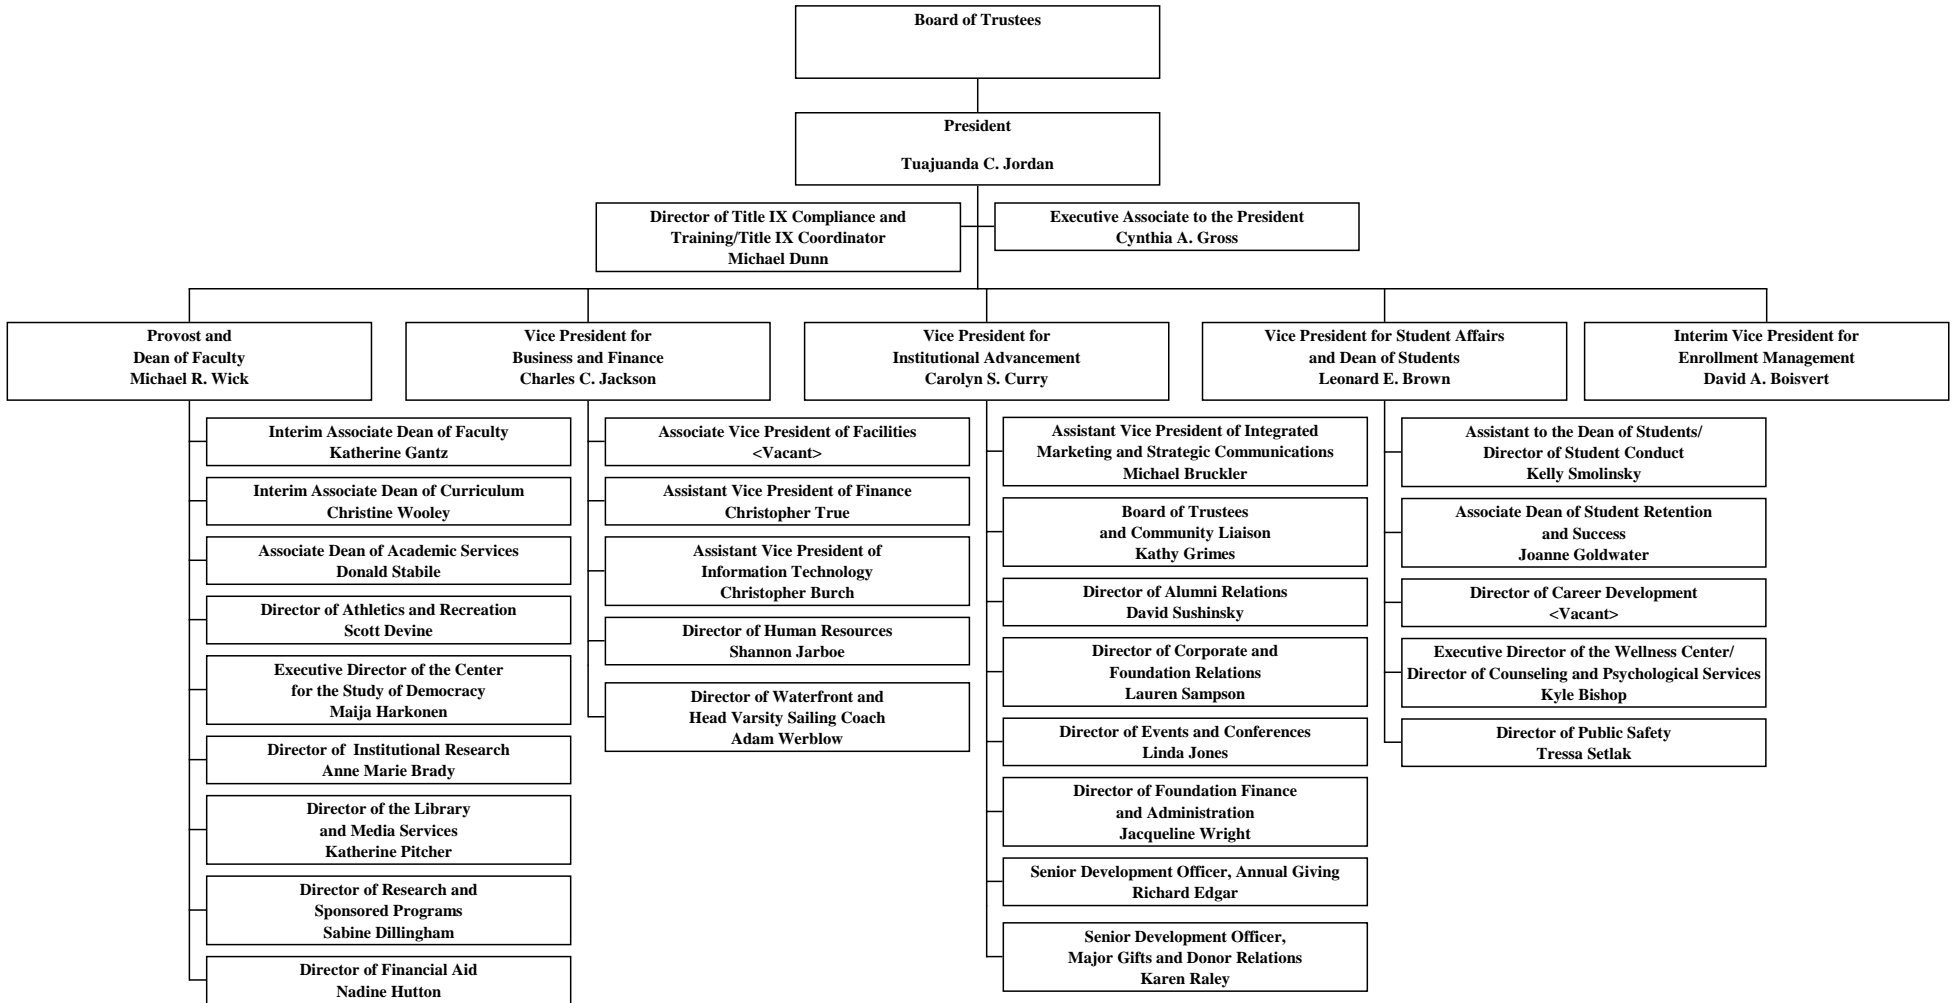 Board of Trustees
President
Tuajuanda C. Jordan
Director of Title IX Compliance and
Training/Title IX Coordinator
Michael Dunn
Executive Associate to the President
Cynthia A. Gross
Provost and
Dean of Faculty
Michael R. Wick
Vice President for
Business and Finance
Charles C. Jackson
Vice President for
Institutional Advancement
Carolyn S. Curry
Vice President for Student Affairs
and Dean of Students
Leonard E. Brown
Interim Vice President for
Enrollment Management
David A. Boisvert
Interim Associate Dean of Faculty
Katherine Gantz
Interim Associate Dean of Curriculum
Christine Wooley
Associate Dean of Academic Services
Donald Stabile
Director of Athletics and Recreation
Scott Devine
Executive Director of the Center
for the Study of Democracy
Maija Harkonen
Director of Institutional Research
Anne Marie Brady
Director of the Library
and Media Services
Katherine Pitcher
Director of Research and
Sponsored Programs
Sabine Dillingham
Director of Financial Aid
Nadine Hutton
Associate Vice President of Facilities
<Vacant>
Assistant Vice President of Finance
Christopher True
Assistant Vice President of
Information Technology
Christopher Burch
Director of Human Resources
Shannon Jarboe
Director of Waterfront and
Head Varsity Sailing Coach
Adam Werblow
Assistant Vice President of Integrated
Marketing and Strategic Communications
Michael Bruckler
Board of Trustees
and Community Liaison
Kathy Grimes
Director of Alumni Relations
David Sushinsky
Director of Corporate and
Foundation Relations
Lauren Sampson
Director of Events and Conferences
Linda Jones
Director of Foundation Finance
and Administration
Jacqueline Wright
Senior Development Officer, Annual Giving
Richard Edgar
Senior Development Officer,
Major Gifts and Donor Relations
Karen Raley
Assistant to the Dean of Students/
Director of Student Conduct
Kelly Smolinsky
Associate Dean of Student Retention
and Success
Joanne Goldwater
Director of Career Development
<Vacant>
Executive Director of the Wellness Center/
Director of Counseling and Psychological Services
Kyle Bishop
Director of Public Safety
Tressa Setlak